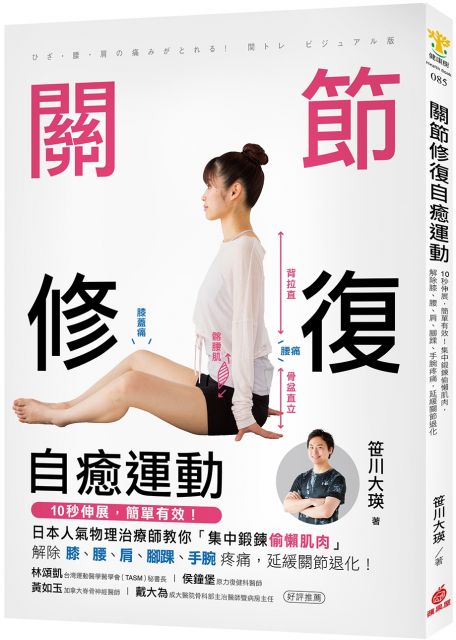 ひざ・腰・肩の痛みがとれる！ 関トレ ビジュアル版
關節
修復
自癒運動
背拉直
膝蓋痛
髂腰肌
腰痛
骨盆直立
10秒伸展，簡單有效！
笹川大瑛 著
日本人氣物理治療師教你「集中鍛鍊偷懶肌肉」
解除 膝、腰、肩、腳踝、手腕 疼痛，延緩關節退化！
林頌凱 台灣運動醫學醫學會（TASM）秘書長 | 侯鐘堡 原力復健科醫師
黃如玉 加拿大脊骨神經醫師 | 戴大為 成大醫院骨科部主治醫師暨病房主任
好評推薦
健康樹
Health Tree
085
關節修復自癒運動
10秒伸展，簡單有效！集中鍛鍊偷懶肌肉，
解除膝、腰、肩、腳踝、手腕疼痛，延緩關節退化
笹川大瑛／著
蘋果屋